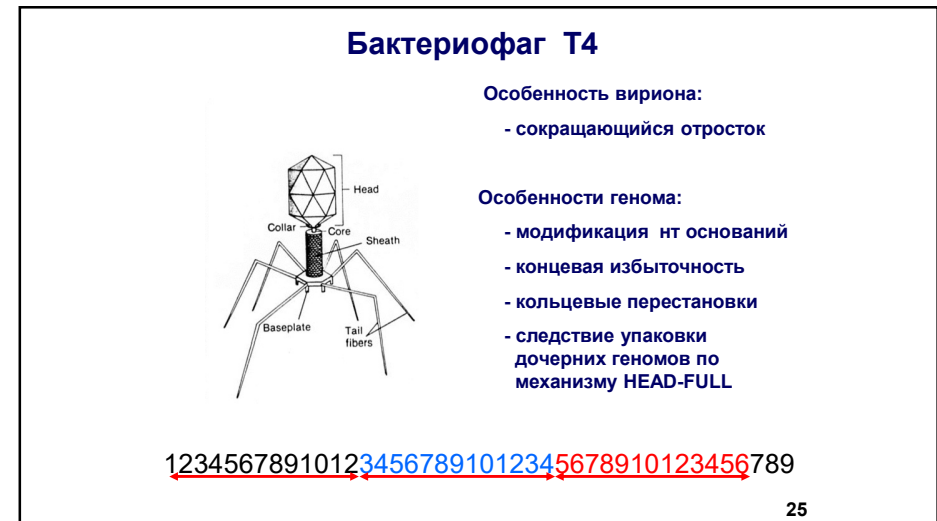 Бактериофаг Т4
Особенность вириона:
- сокращающийся отросток
Head
Collar
Core
Sheath
Baseplate
Tail
fibers
Особенности генома:
- модификация нт оснований
- концевая избыточность
- кольцевые перестановки
- следствие упаковки
дочерних геномов по
механизму HEAD-FULL
123456789101234567891012345678910123456789
25